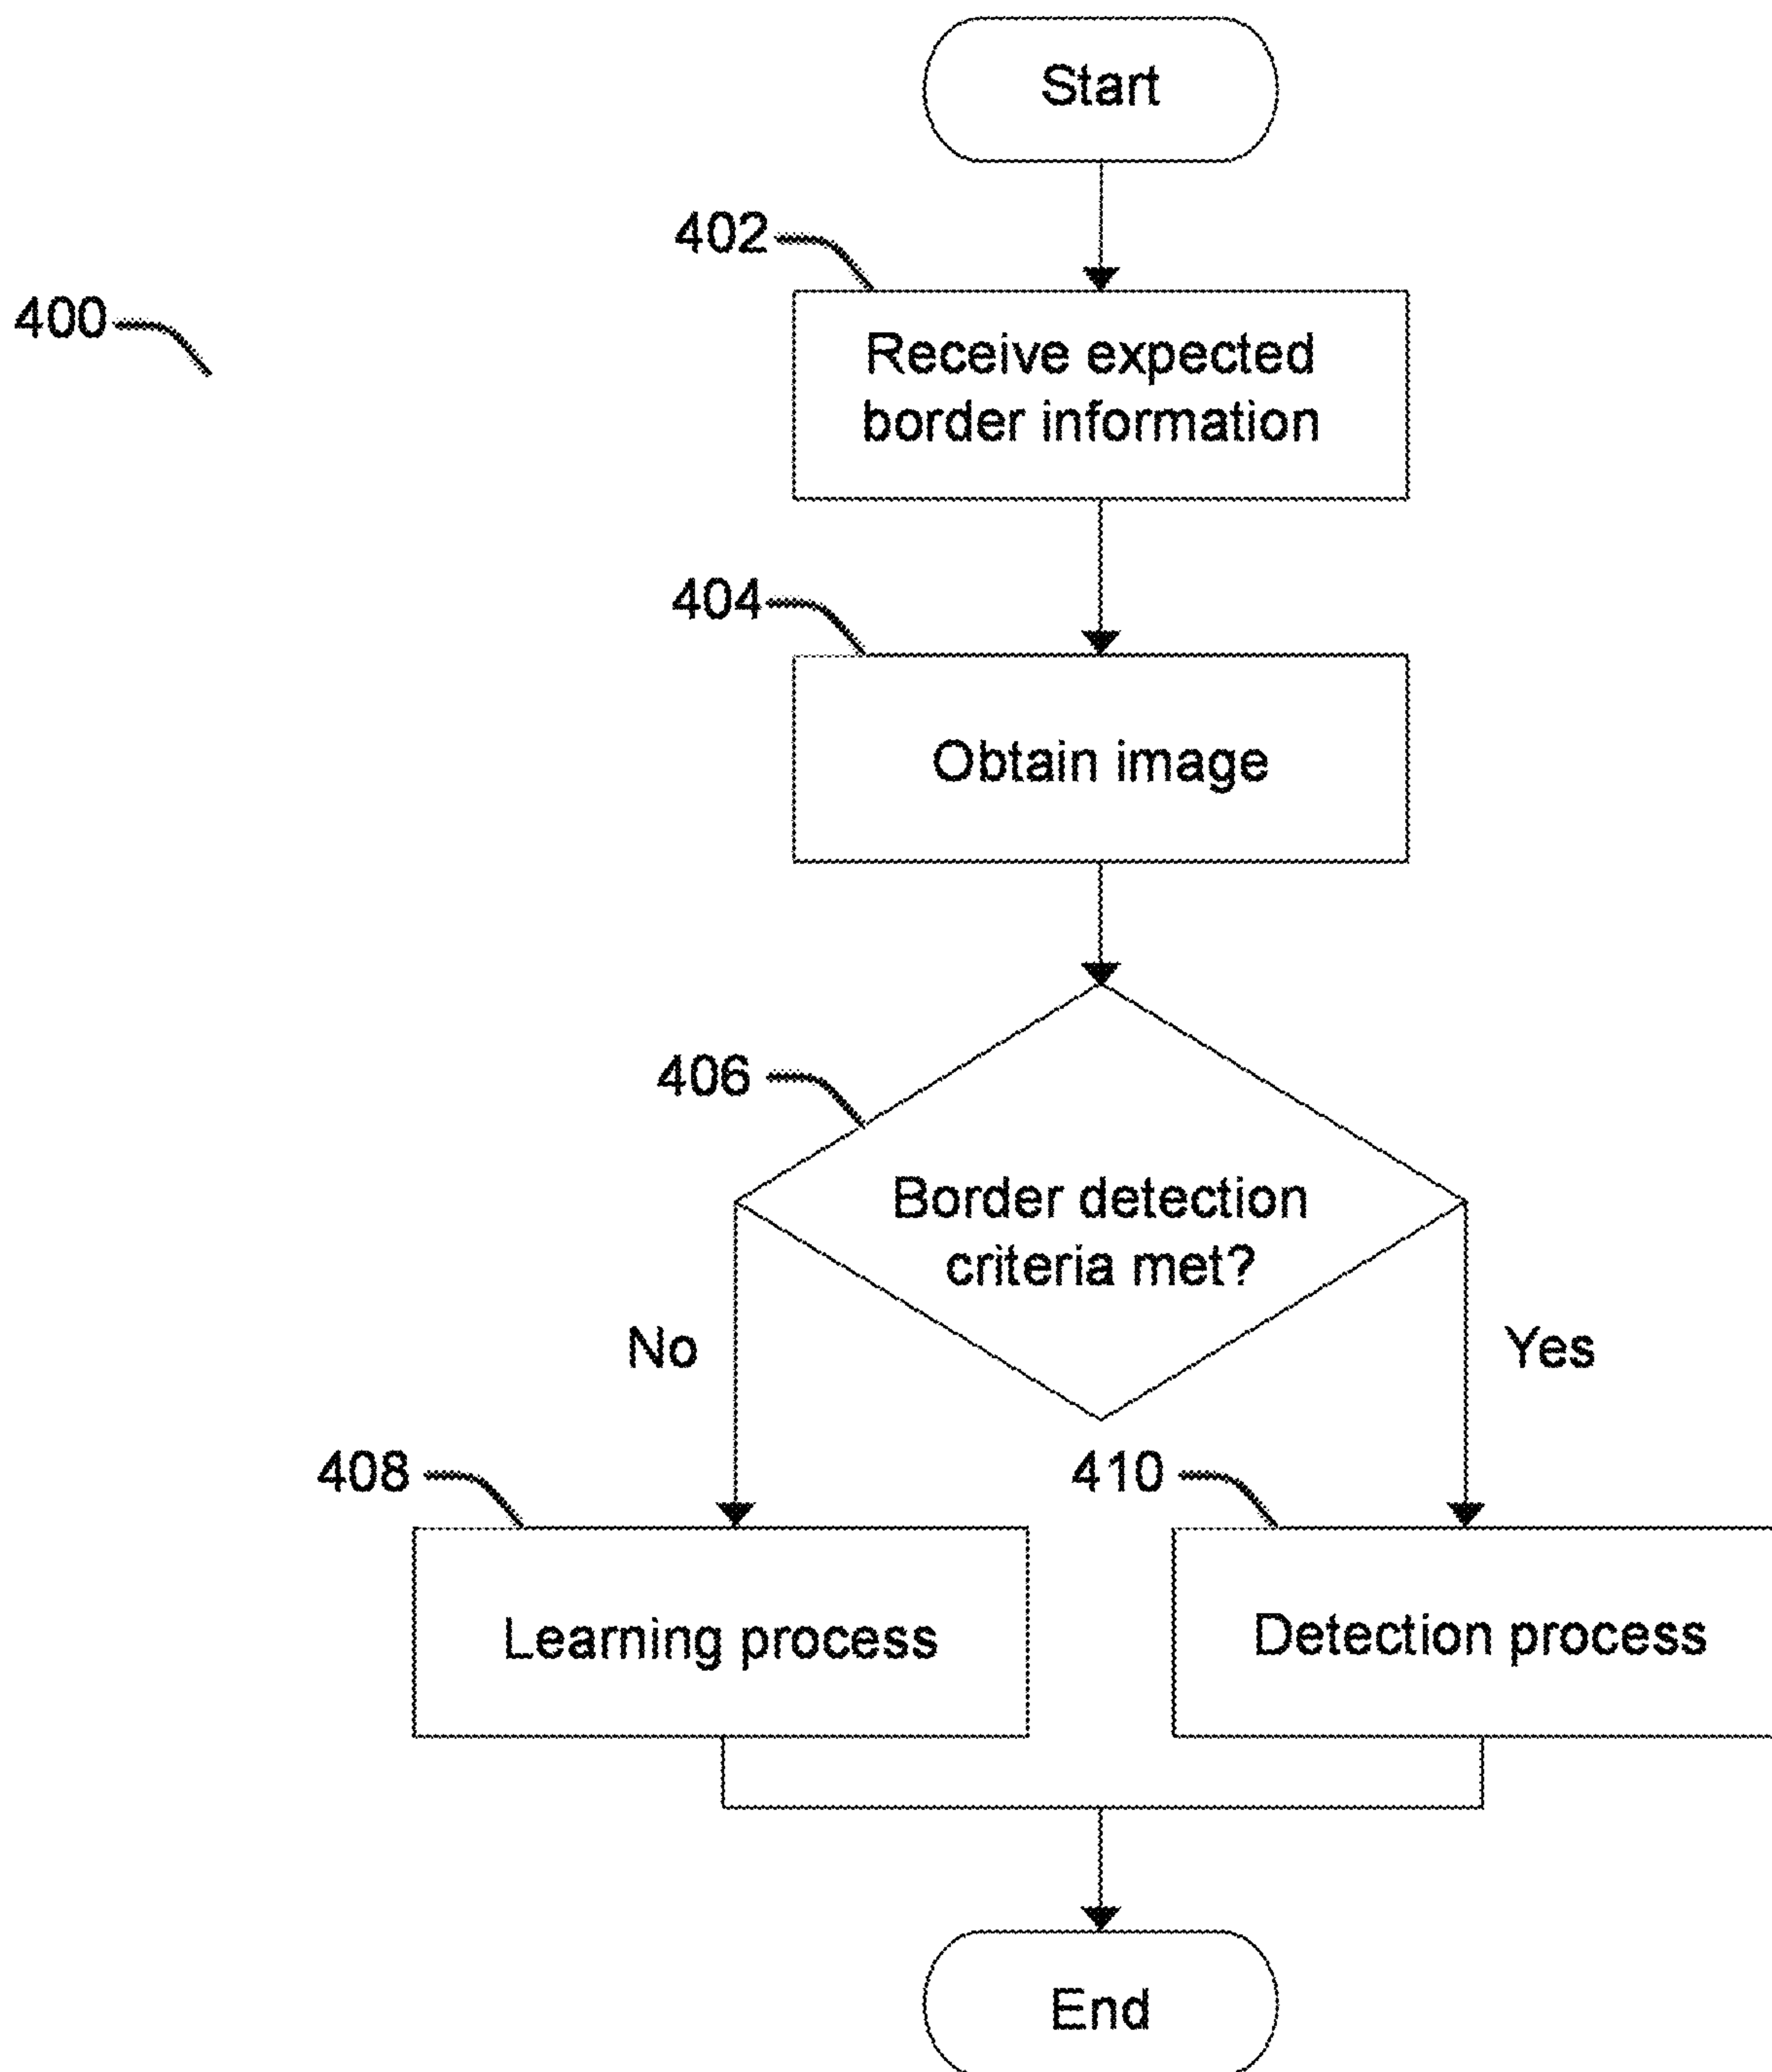 Start
402
400
Receive expected
border information
404
Obtain image
406
Border detection
criteria met?
No
Yes
408
410
Learning process
Detection process
End